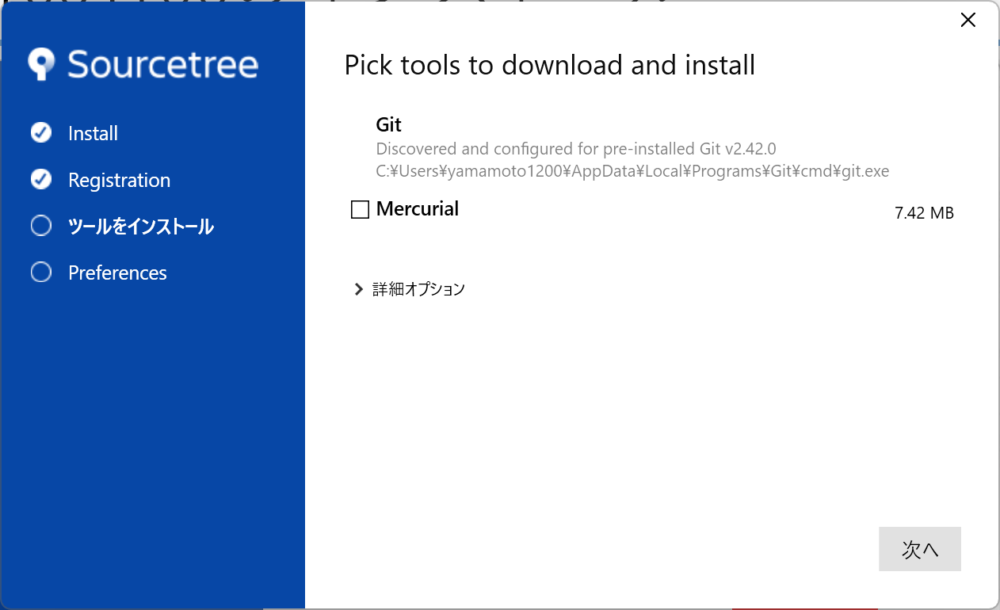 Sourcetree
Install
Registration
ツールをインストール
Preferences
Pick tools to download and install
Git
Discovered and configured for pre-installed Git v2.42.0
C:¥Users¥yamamoto1200¥AppData¥Local¥Programs¥Git¥cmd¥git.exe
Mercurial
7.42 MB
詳細オプション
次へ